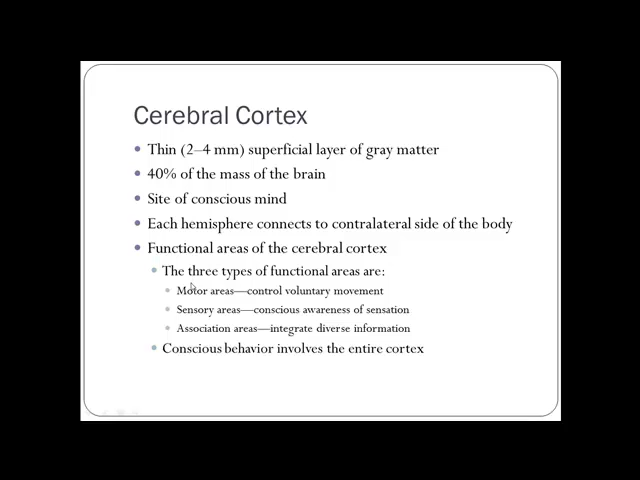 Cerebral Cortex
Thin (2–4 mm) superficial layer of gray matter
40% of the mass of the brain
Site of conscious mind
Each hemisphere connects to contralateral side of the body
Functional areas of the cerebral cortex
The three types of functional areas are:
Motor areas—control voluntary movement
Sensory areas—conscious awareness of sensation
Association areas—integrate diverse information
Conscious behavior involves the entire cortex